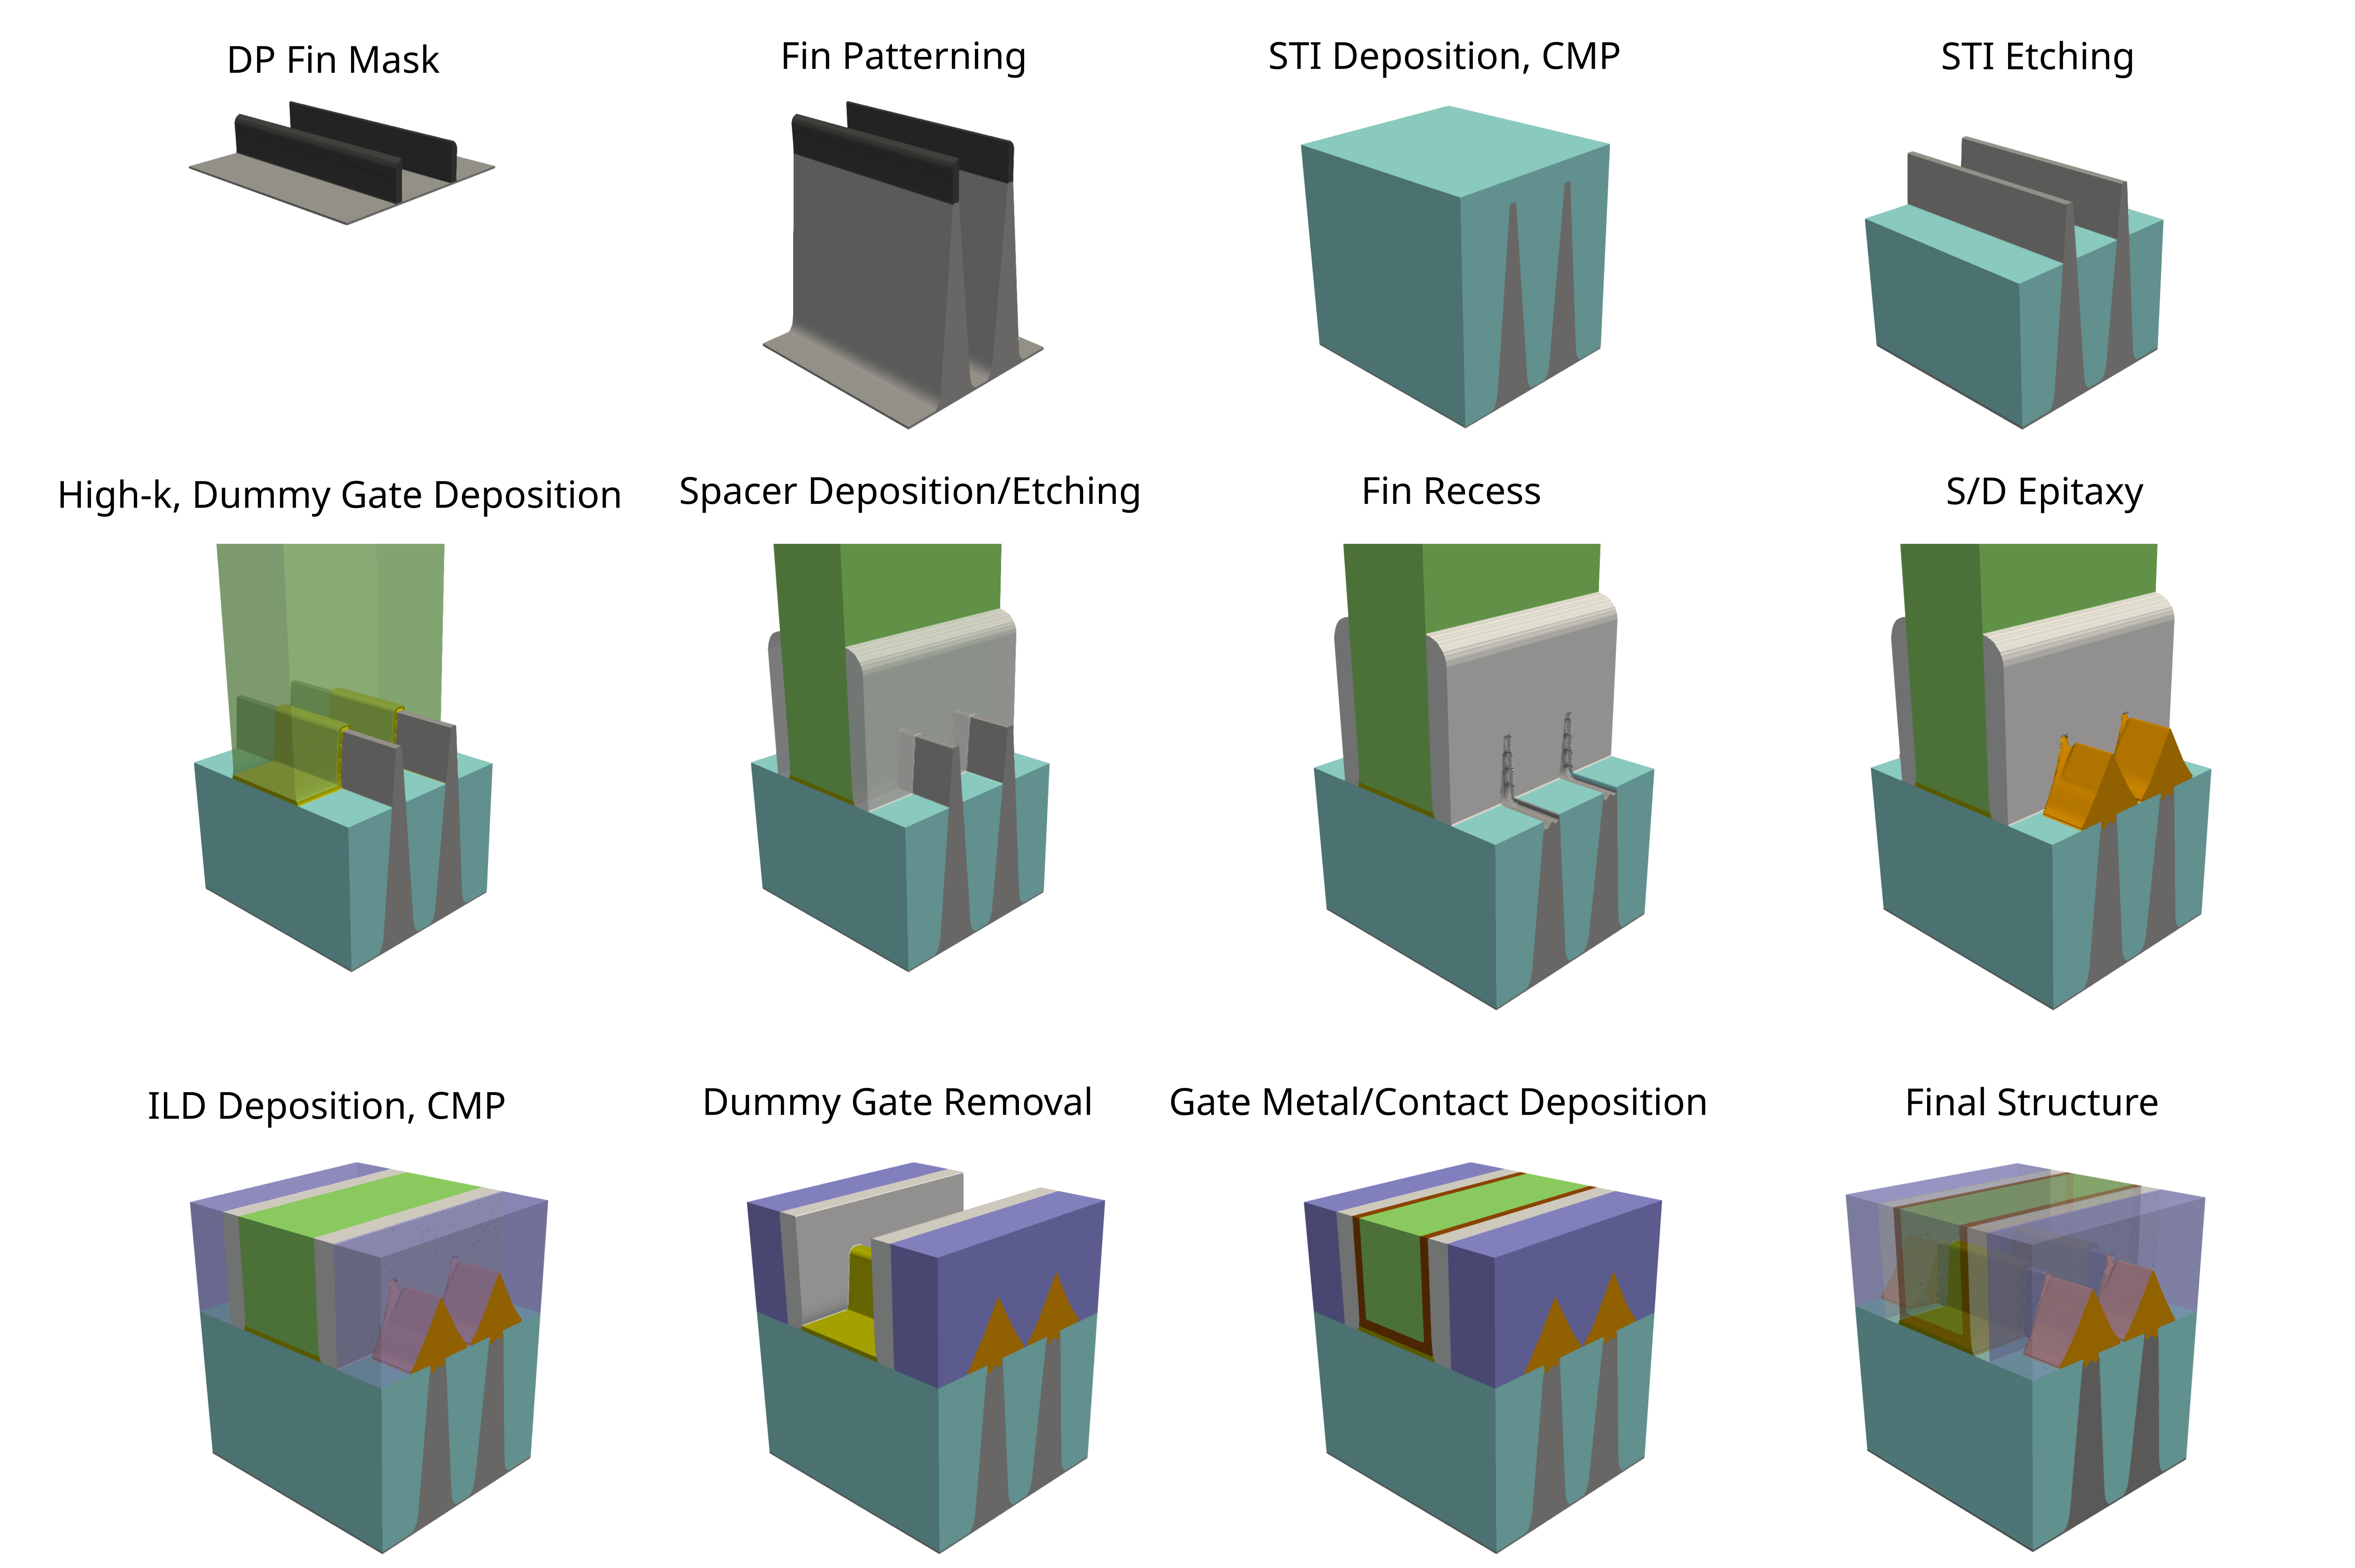 DP Fin Mask
Fin Patterning
STI Deposition, CMP
STI Etching
High-k, Dummy Gate Deposition
Spacer Deposition/Etching
Fin Recess
S/D Epitaxy
ILD Deposition, CMP
Dummy Gate Removal
Gate Metal/Contact Deposition
Final Structure